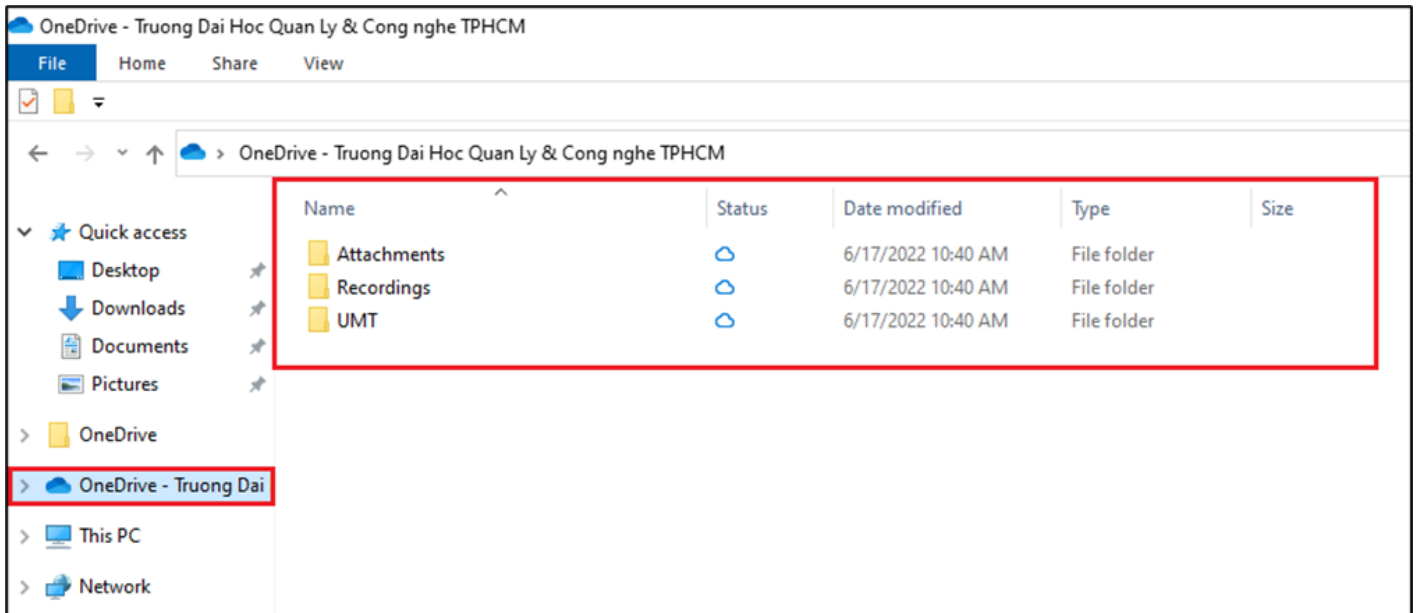 OneDrive - Truong Dai Hoc Quan Ly & Cong nghe TPHCM
File Home Share View
OneDrive - Truong Dai Hoc Quan Ly & Cong nghe TPHCM
Name Status Date modified Type Size
Attachments 6/17/2022 10:40 AM File folder
Recordings 6/17/2022 10:40 AM File folder
UMT 6/17/2022 10:40 AM File folder
Quick access
Desktop
Downloads
Documents
Pictures
OneDrive
OneDrive - Truong Dai
This PC
Network